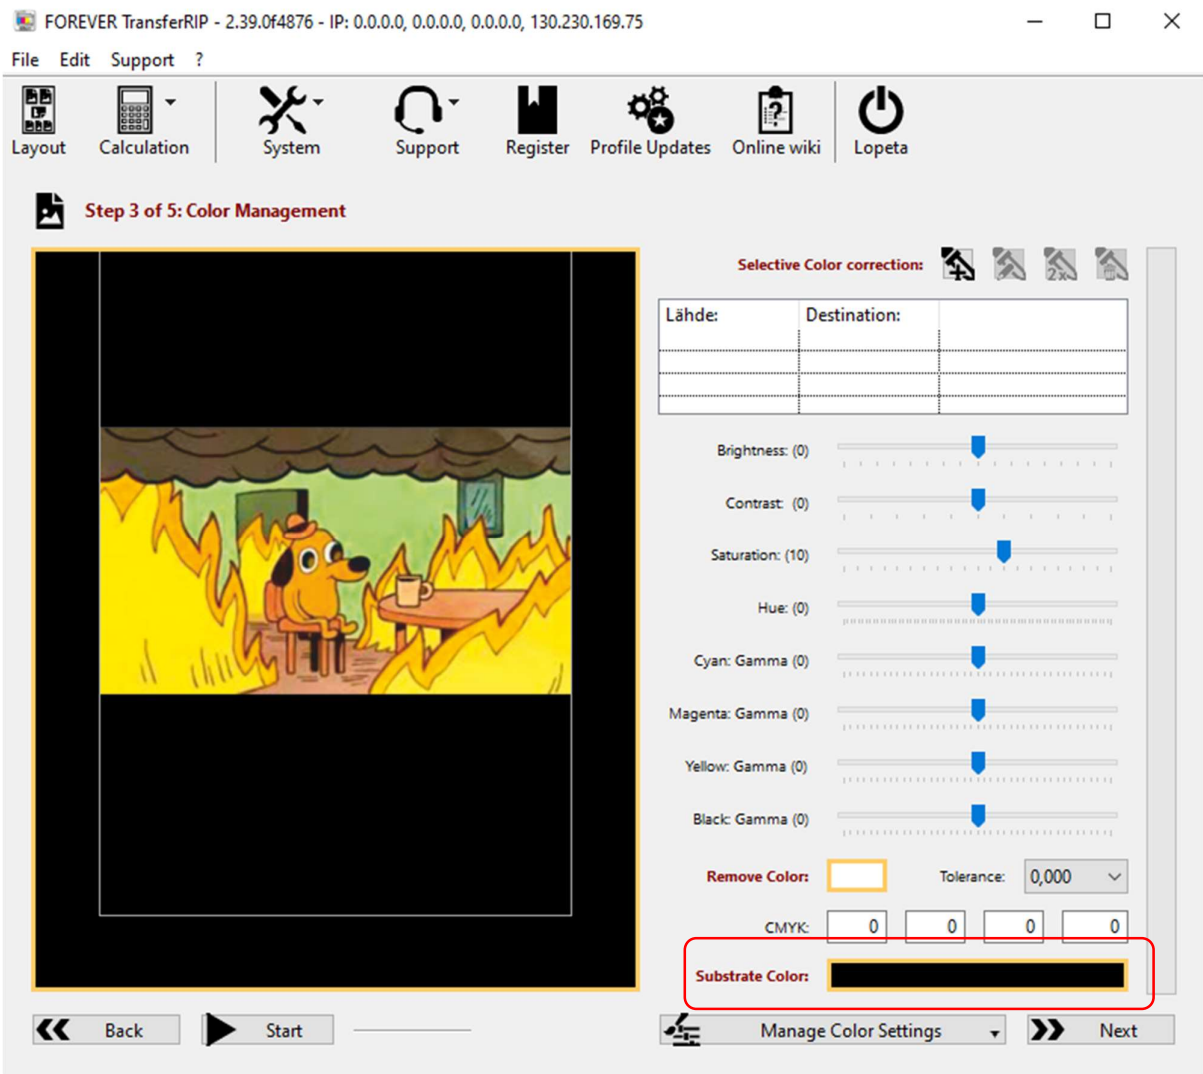 FOREVER TransferRIP - 2.39.0f4876 - IP: 0.0.0.0, 0.0.0.0, 0.0.0.0, 130.230.169.75
File Edit Support ?
Layout Calculation System Support Register Profile Updates Online wiki Lopeta
Step 3 of 5: Color Management
Selective Color correction:
2x
Lähde: Destination:
Brightness: (0)
Contrast: (0)
Saturation: (10)
Hue: (0)
Cyan: Gamma (0)
Magenta: Gamma (0)
Yellow: Gamma (0)
Black: Gamma (0)
Remove Color: Tolerance: 0,000
CMYK: 0 0 0 0
Substrate Color:
Back Start Manage Color Settings Next